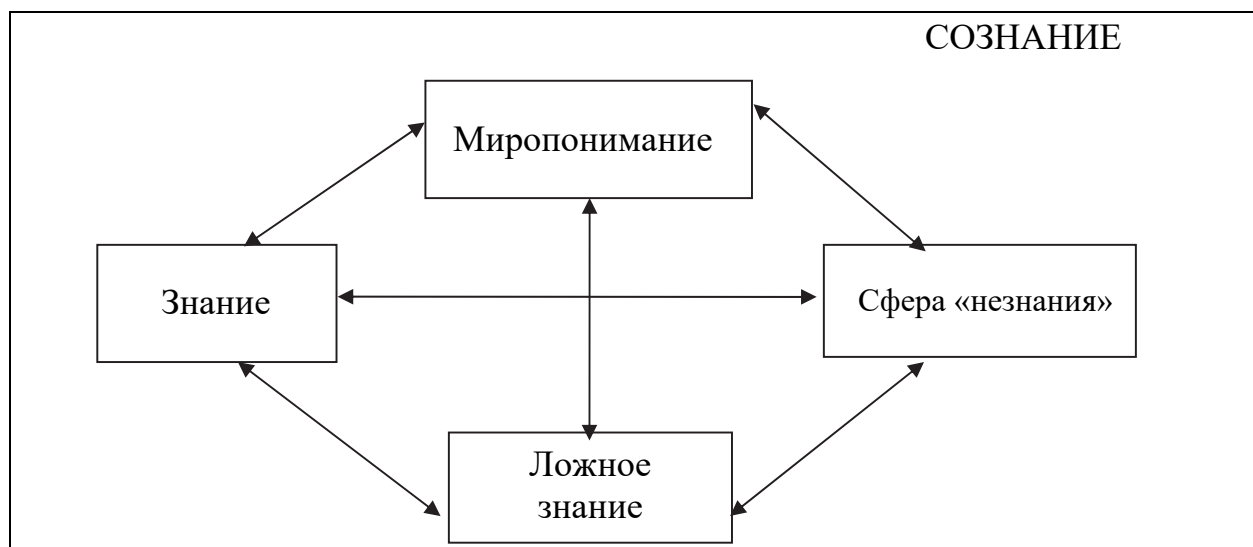 СОЗНАНИЕ
Миропонимание
Знание
Сфера «незнания»
Ложное
знание